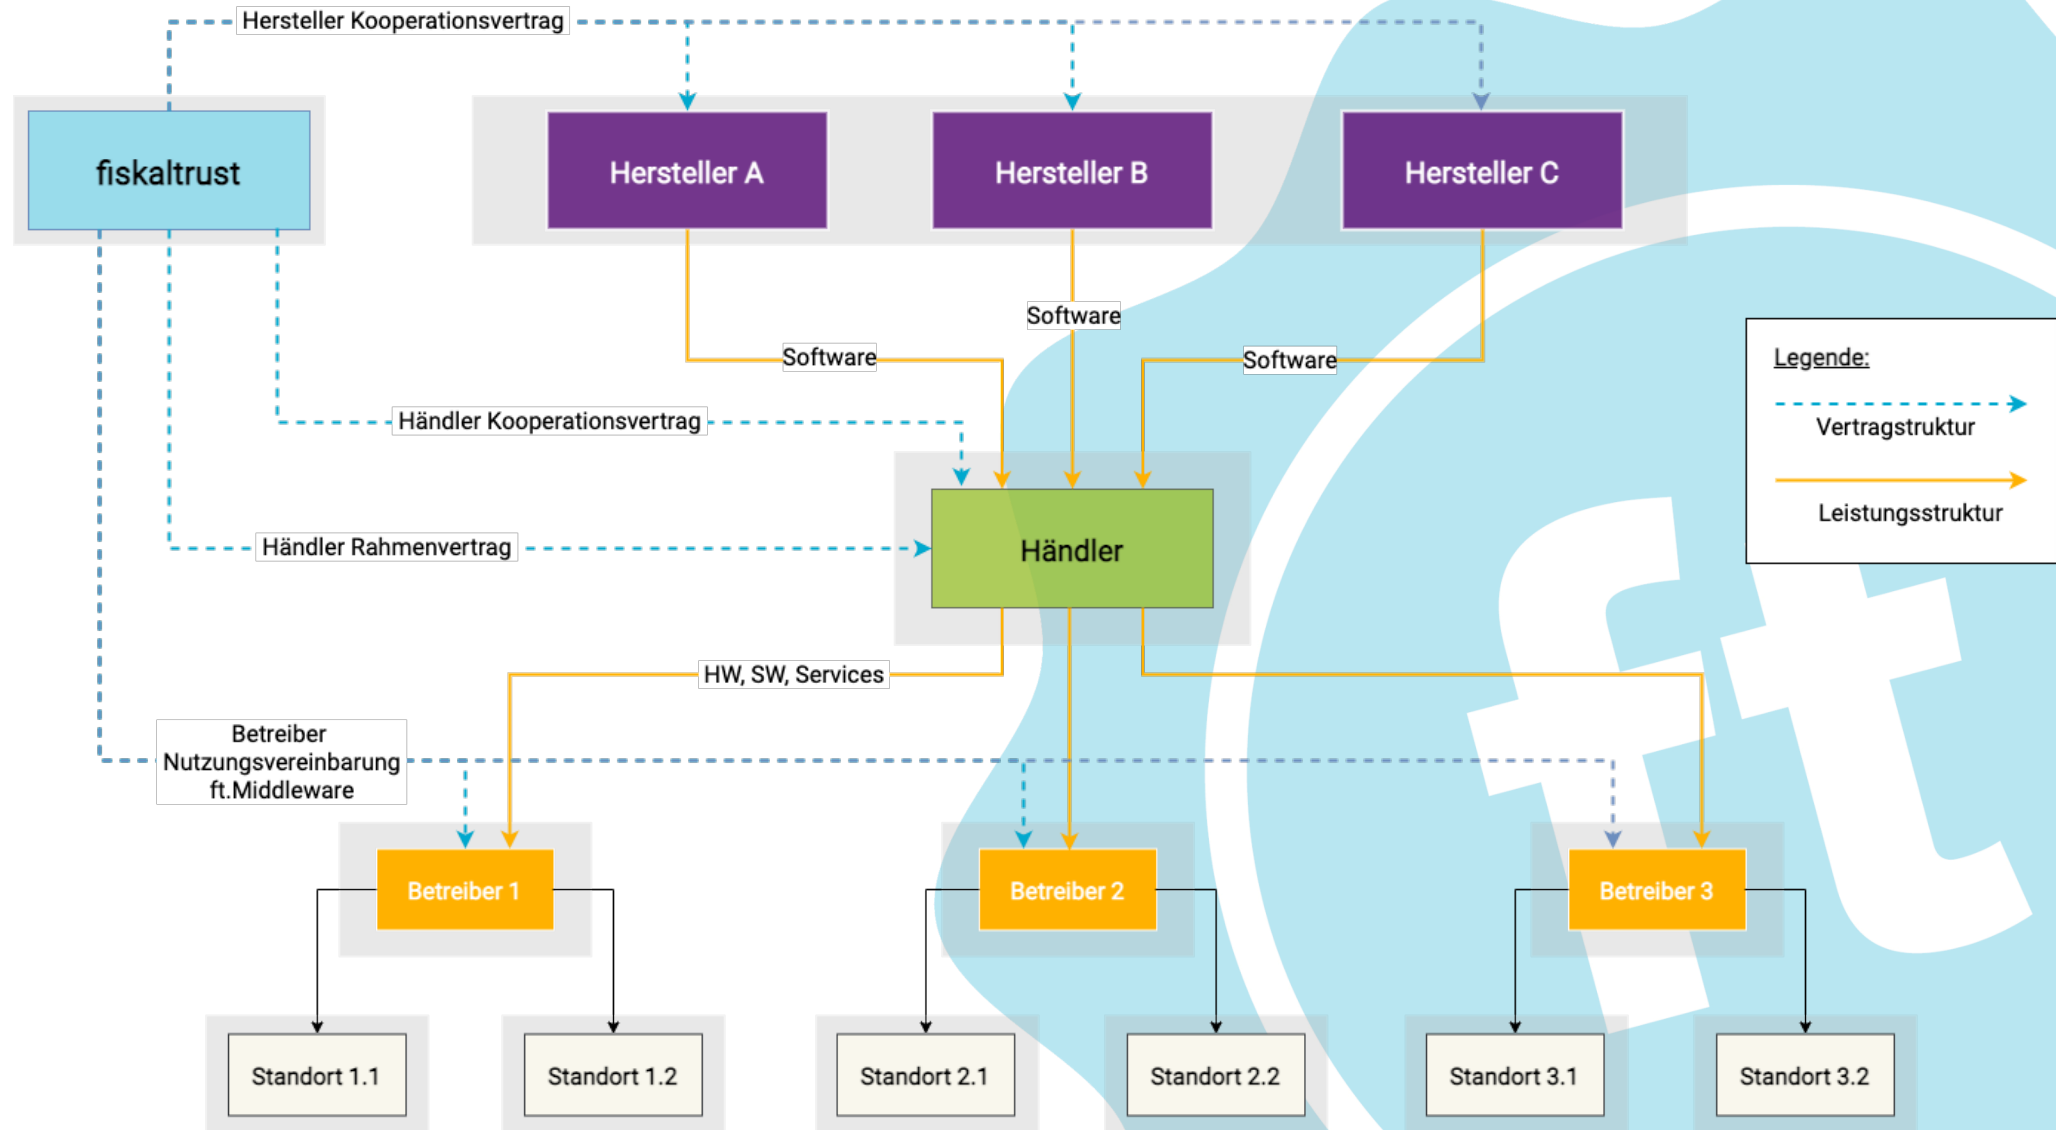 Hersteller Kooperationsvertrag
fiskaltrust
Hersteller A
Hersteller B
Hersteller C
Software
Software
Software
Legende:
Vertragstruktur
Leistungsstruktur
Händler Kooperationsvertrag
Händler Rahmenvertrag
Händler
HW, SW, Services
Betreiber
Nutzungsvereinbarung
ft.Middleware
Betreiber 1
Betreiber 2
Betreiber 3
Standort 1.1
Standort 1.2
Standort 2.1
Standort 2.2
Standort 3.1
Standort 3.2
ft